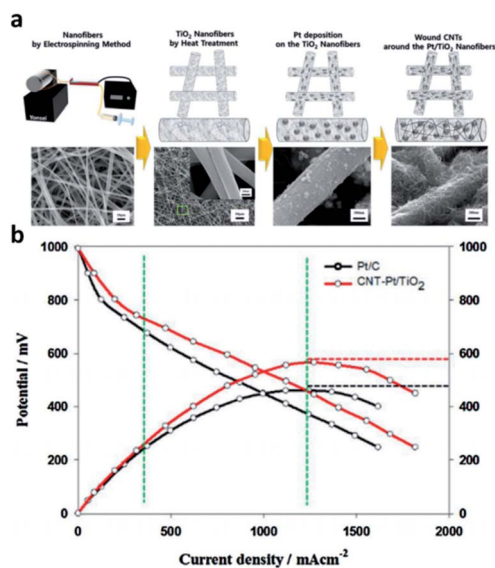 a
Nanofibers
by Electrospinning Method
TiO2 Nanofibers
by Heat Treatment
Pt deposition
on the TiO2 Nanofibers
Wound CNTs
around the Pt/TiO2 Nanofibers
Yonsei
b
Pt/C
CNT-Pt/TiO2
1000
800
600
400
200
0
Potential / mV
1000
800
600
400
200
0
0
500
1000
1500
2000
Current density / mAcm-2